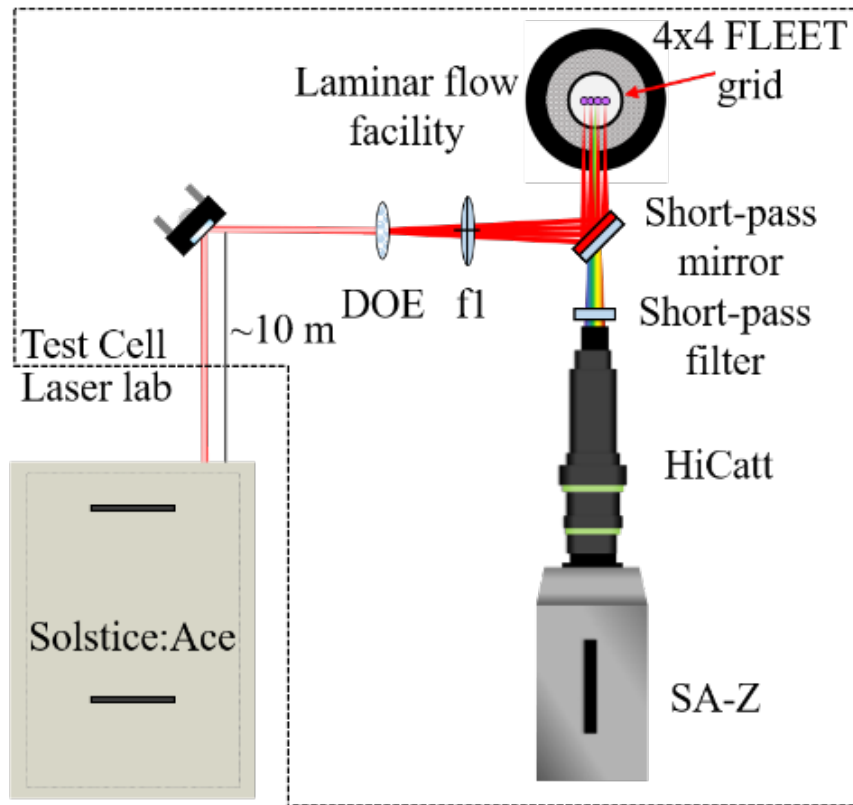 4x4 FLEET
grid
Laminar flow
facility
Short-pass
mirror
DOE
f1
~10 m
Short-pass
filter
Test Cell
Laser lab
HiCatt
Solstice:Ace
SA-Z